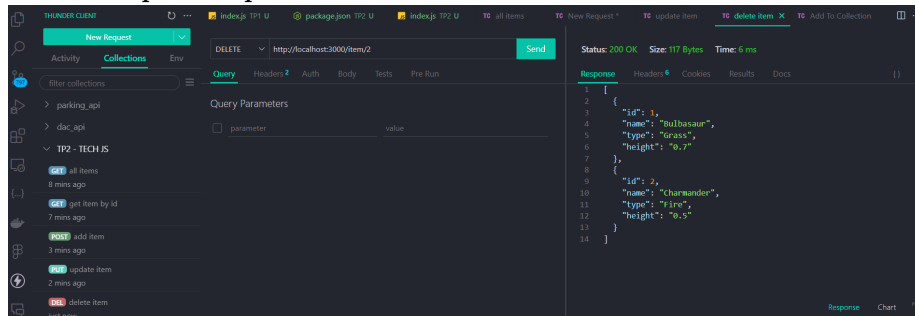 THUNDER CLIENT
index.js TP1 U
package.json TP2 U
index.js TP2 U
TC all items
TC New Request *
TC update item
TC delete item
TC Add To Collection
New Request
Activity Collections Env
filter collections
parking_api
dac_api
TP2 - TECH JS
GET all items
8 mins ago
GET get item by id
7 mins ago
POST add item
3 mins ago
PUT update item
2 mins ago
DEL delete item
just now
DELETE http://localhost:3000/item/2 Send
Query Headers 2 Auth Body Tests Pre Run
Query Parameters
parameter value
Status: 200 OK Size: 117 Bytes Time: 6 ms
Response Headers 6 Cookies Results Docs {}
1 [
2 {
3 "id": 1,
4 "name": "Bulbasaur",
5 "type": "Grass",
6 "height": "0.7"
7 },
8 {
9 "id": 2,
10 "name": "Charmander",
11 "type": "Fire",
12 "height": "0.5"
13 }
14 ]
Response Chart